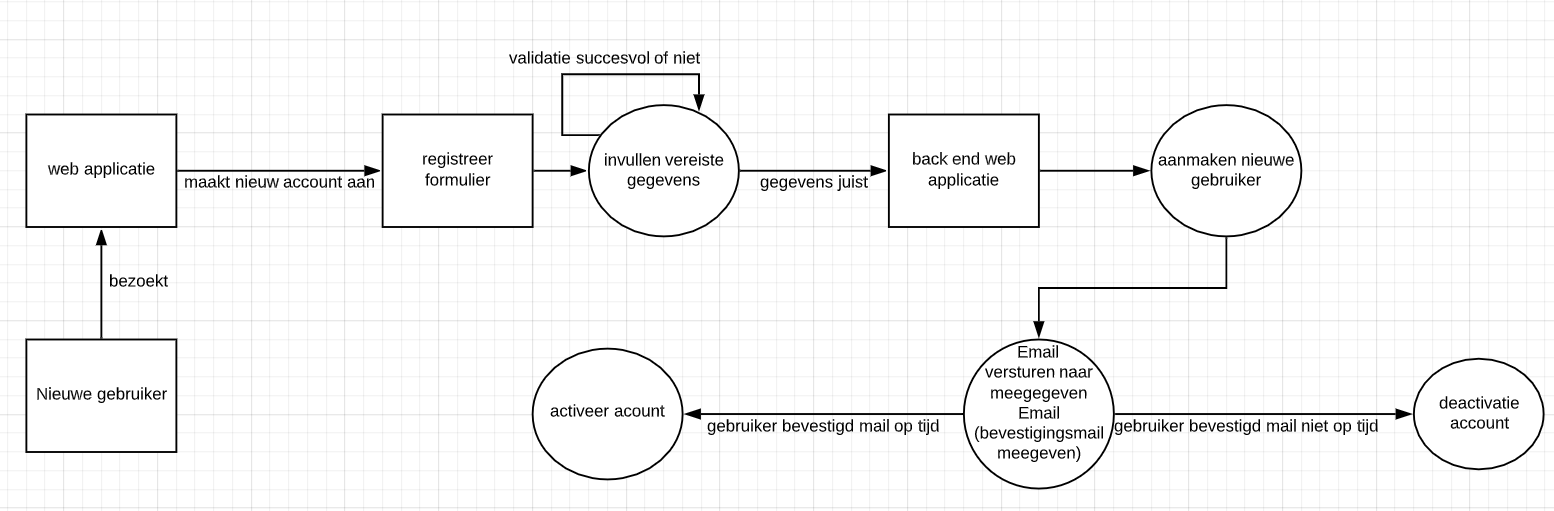 validatie succesvol of niet
web applicatie
maakt nieuw account aan
registreer
formulier
invullen vereiste
gegevens
gegevens juist
back end web
applicatie
aanmaken nieuwe
gebruiker
bezoekt
Nieuwe gebruiker
activeer acount
gebruiker bevestigd mail op tijd
Email
versturen naar
meegegeven
Email
(bevestigingsmail
meegeven)
gebruiker bevestigd mail niet op tijd
deactivatie
account